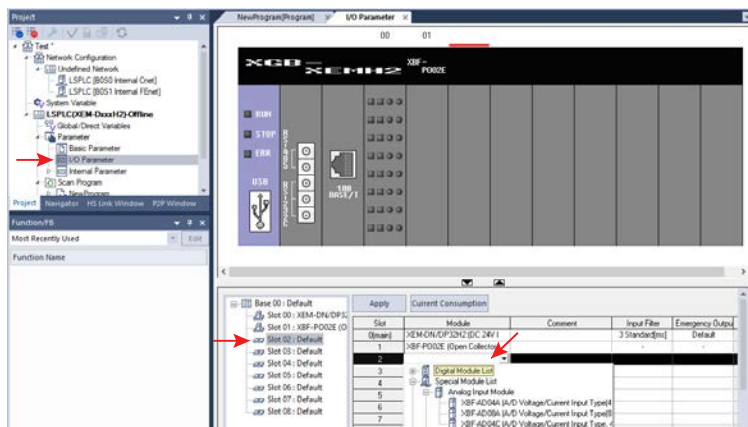 Project
NewProgram[Program]
I/O Parameter
Test *
Network Configuration
Undefined Network
LSPLC [B0S0 Internal Cnet]
LSPLC [B0S1 Internal FEnet]
System Variable
LSPLC(XEM-DxxxH2)-Offline
Global/Direct Variables
Parameter
Basic Parameter
I/O Parameter
Internal Parameter
Scan Program
NewProgram
Project Navigator HS Link Window P2P Window
Function/FB
Most Recently Used Edit
Function Name
00 01
XGB-
XEMH2
XBF-
PO02E
RUN
STOP
ERR
USB
RS-232C
100
BASE/T
Base 00 : Default
Slot 00 : XEM-DN/DP32
Slot 01 : XBF-PO02E (O
Slot 02 : Default
Slot 03 : Default
Slot 04 : Default
Slot 05 : Default
Slot 06 : Default
Slot 07 : Default
Slot 08 : Default
Apply Current Consumption
Slot Module Comment Input Filter Emergency Outpu
0(main) XEM-DN/DP32H2 (DC 24V I 3 Standard[ms] Default
1 XBF-PO02E (Open Collector - -
2
3 Digital Module List
4 Special Module List
5 Analog Input Module
6 XBF-AD04A (A/D Voltage/Current Input Type(4
XBF-AD08A (A/D Voltage/Current Input Type(8
7 XBF-AD04C (A/D Voltage/Current Input Type, 4